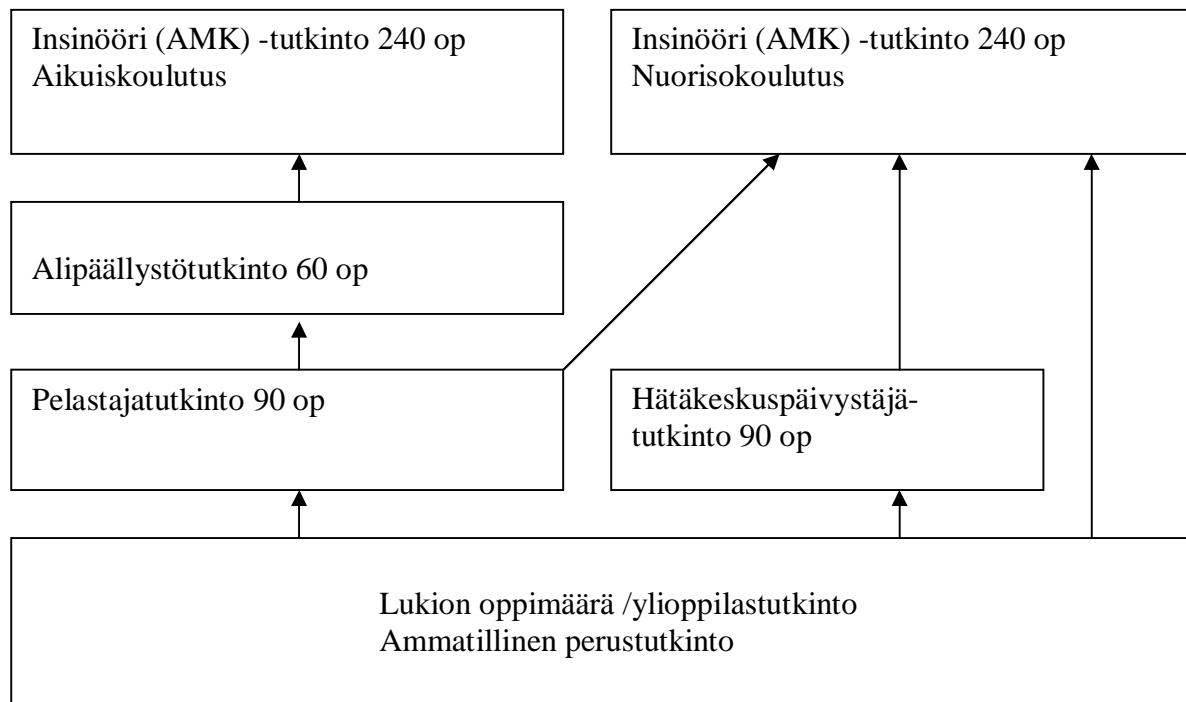 Insinööri (AMK) -tutkinto 240 op
Aikuiskoulutus
Insinööri (AMK) -tutkinto 240 op
Nuorisokoulutus
Alipäällystötutkinto 60 op
Pelastajatutkinto 90 op
Hätäkeskuspäivystäjä-
tutkinto 90 op
Lukion oppimäärä /ylioppilastutkinto
Ammatillinen perustutkinto